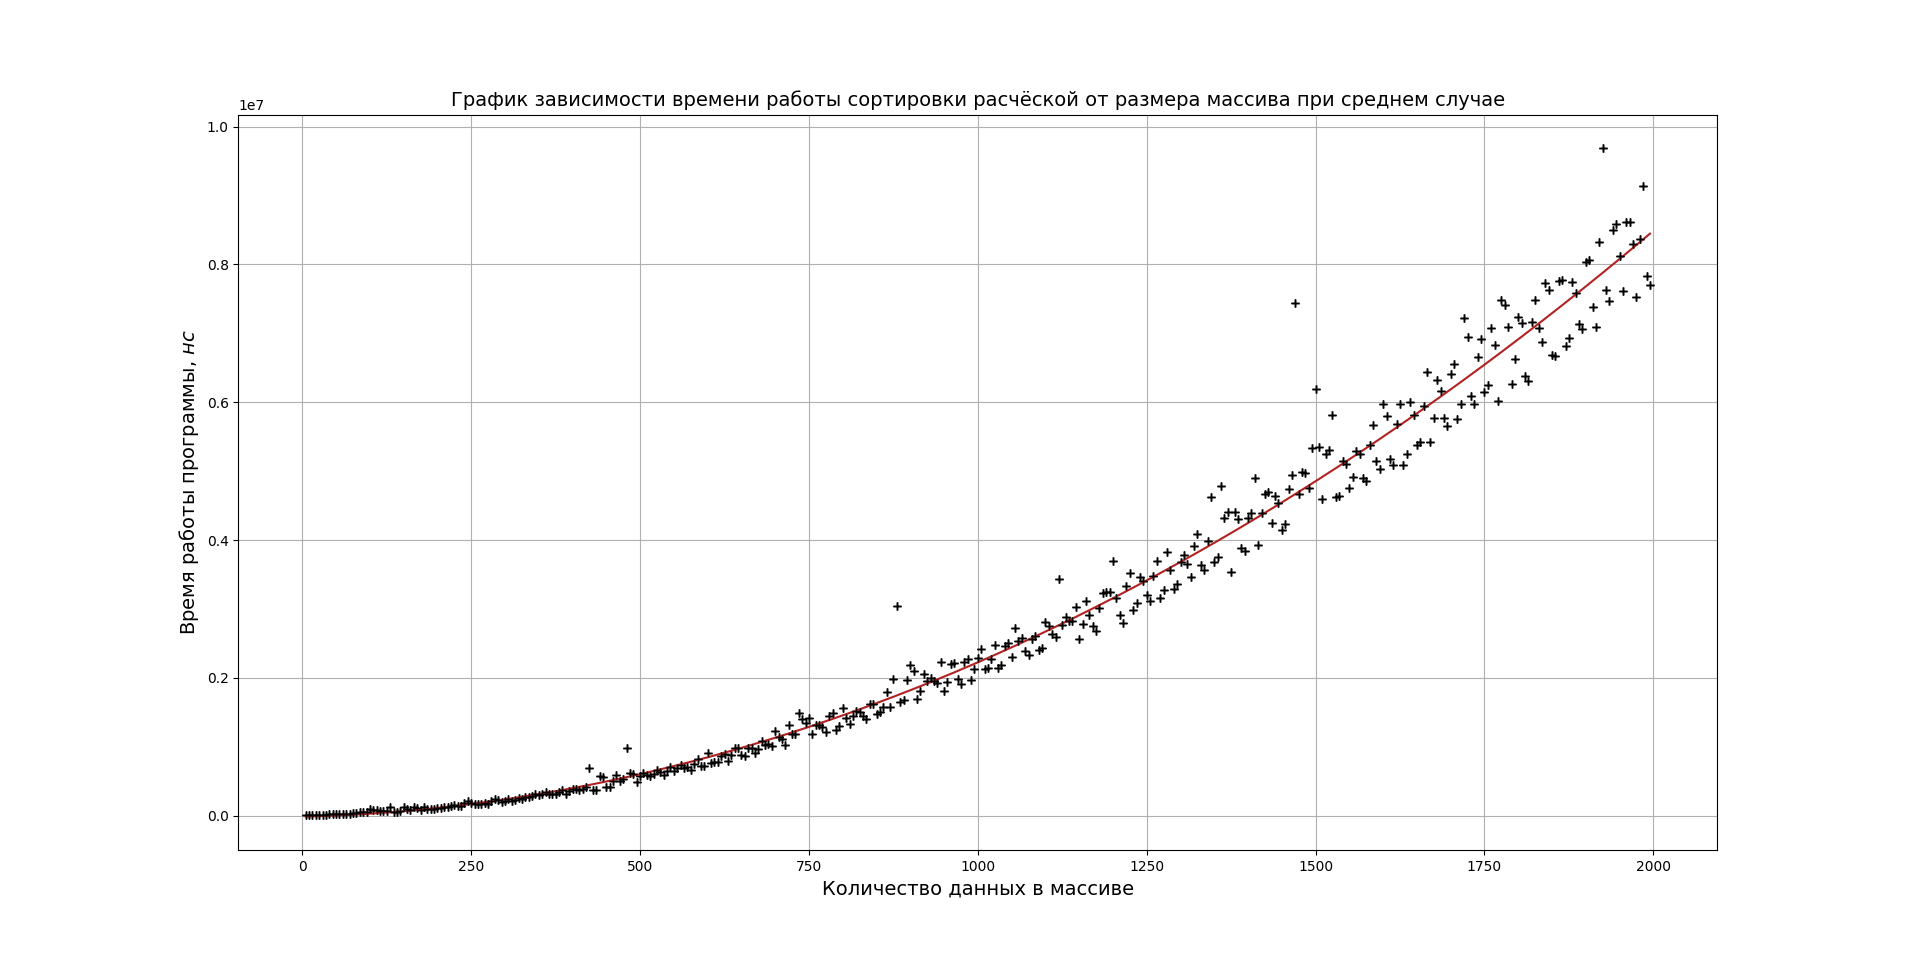 График зависимости времени работы сортировки расчёской от размера массива при среднем случае
1e7
1.0
0.8
0.6
0.4
0.2
0.0
Время работы программы, нс
0 250 500 750 1000 1250 1500 1750 2000
Количество данных в массиве